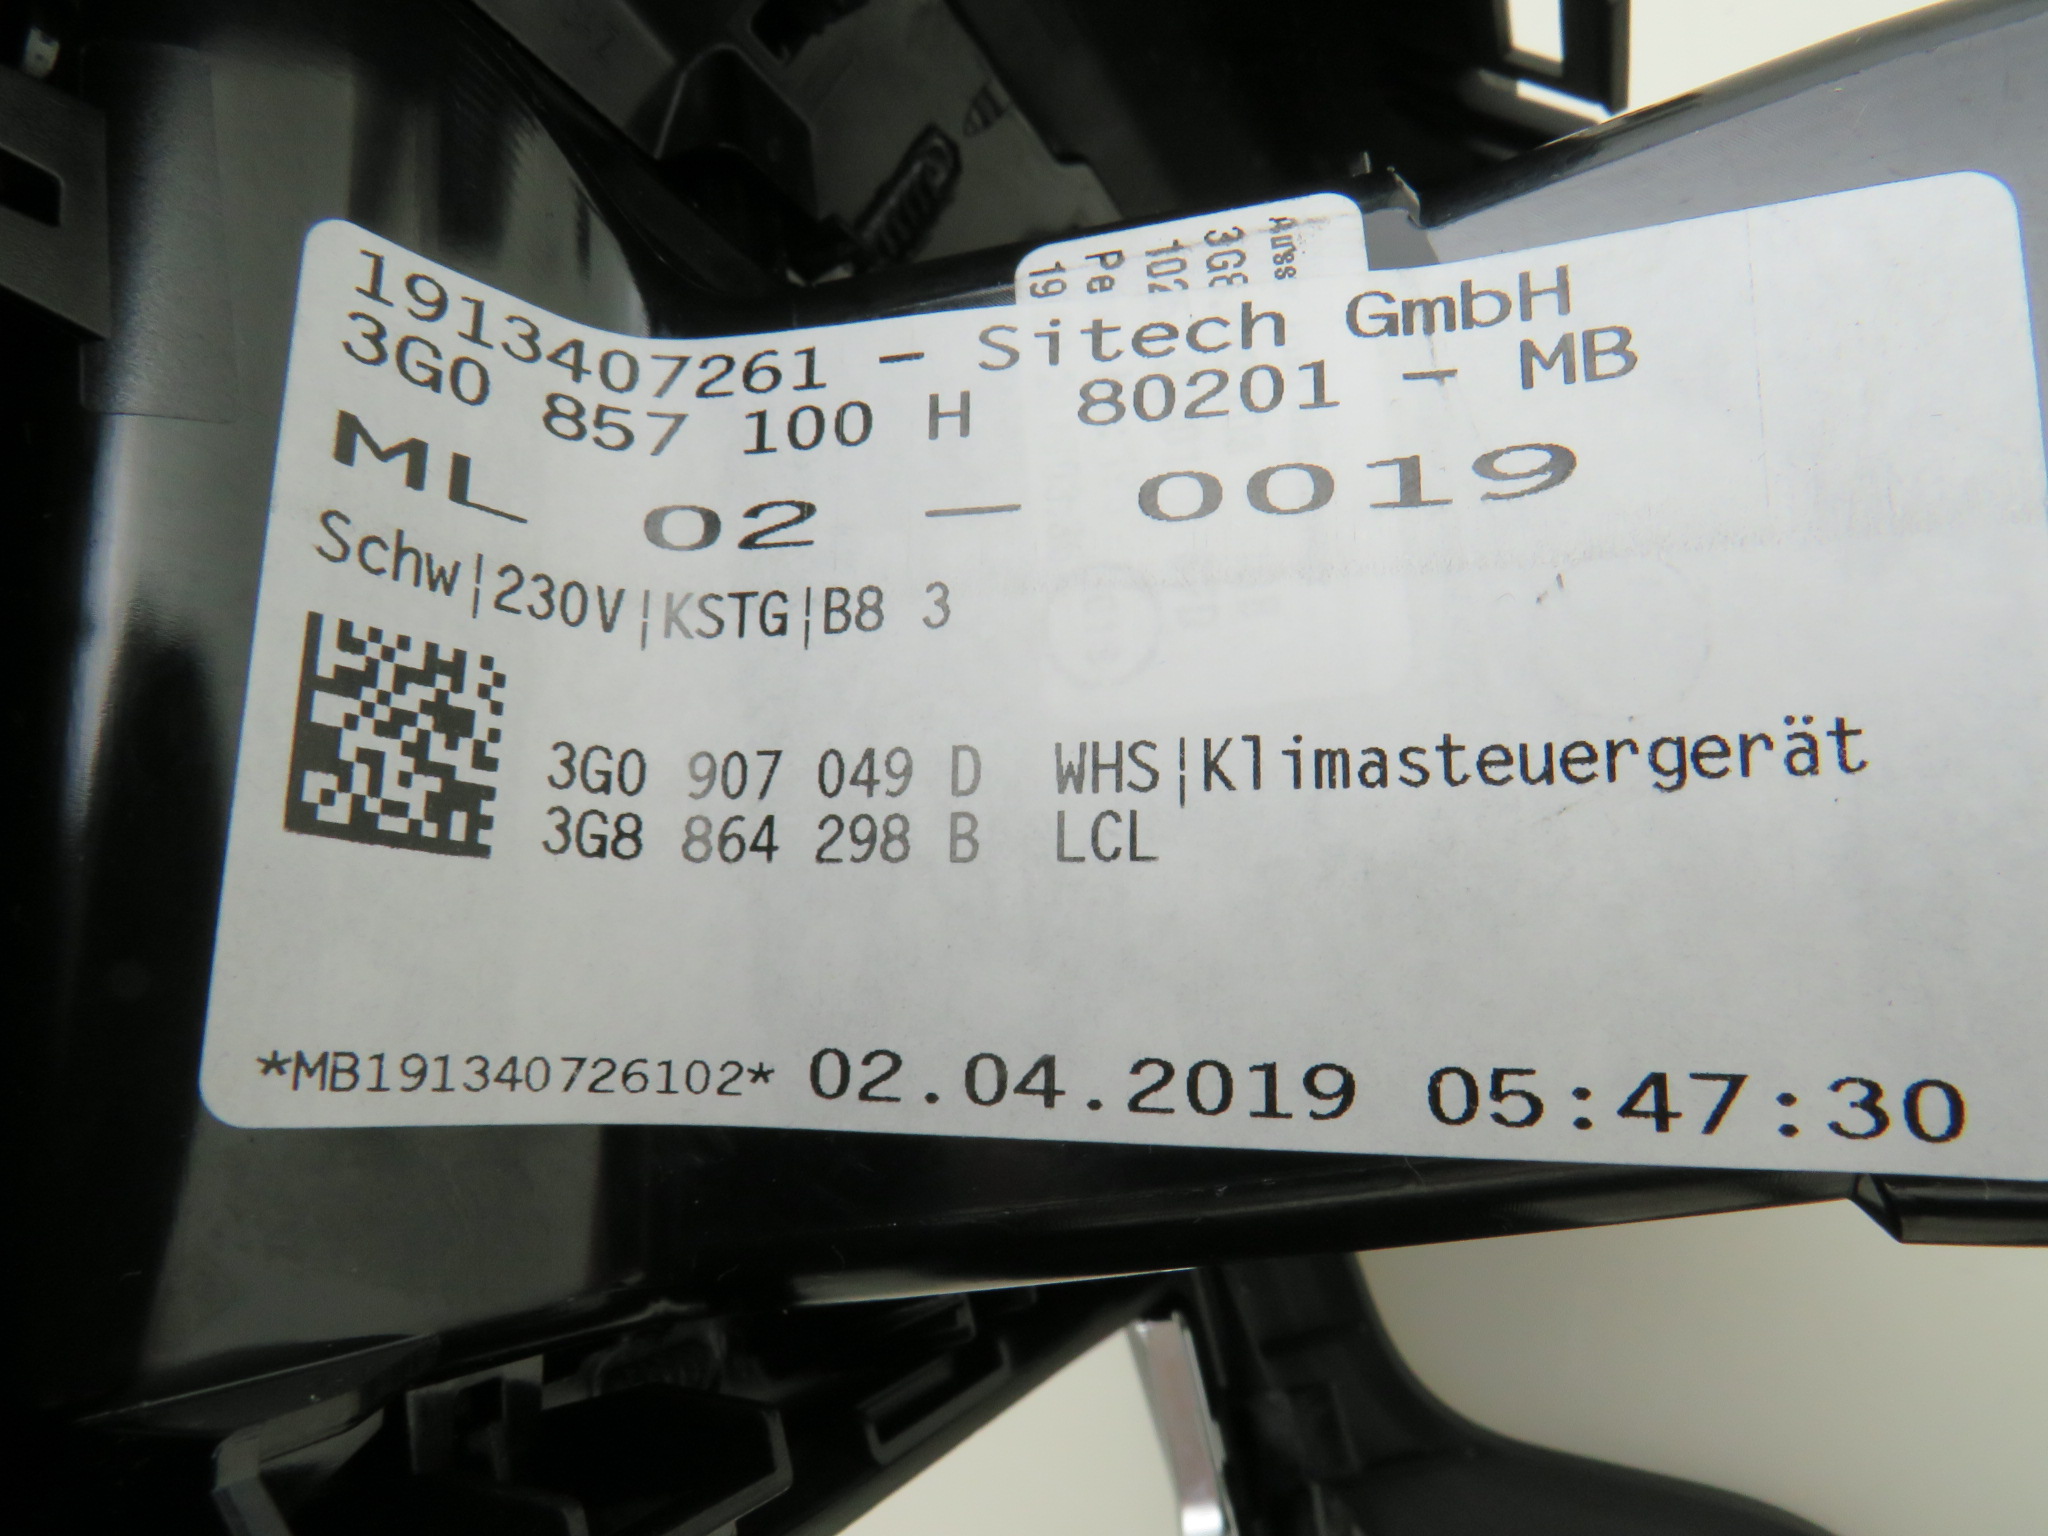 1913407261 - Sitech GmbH
3G0 857 100 H 80201 - MB
ML 02 - 0019
Schw|230V|KSTG|B8 3
3G0 907 049 D WHS|Klimasteuergerät
3G8 864 298 B LCL
*MB191340726102* 02.04.2019 05:47:30